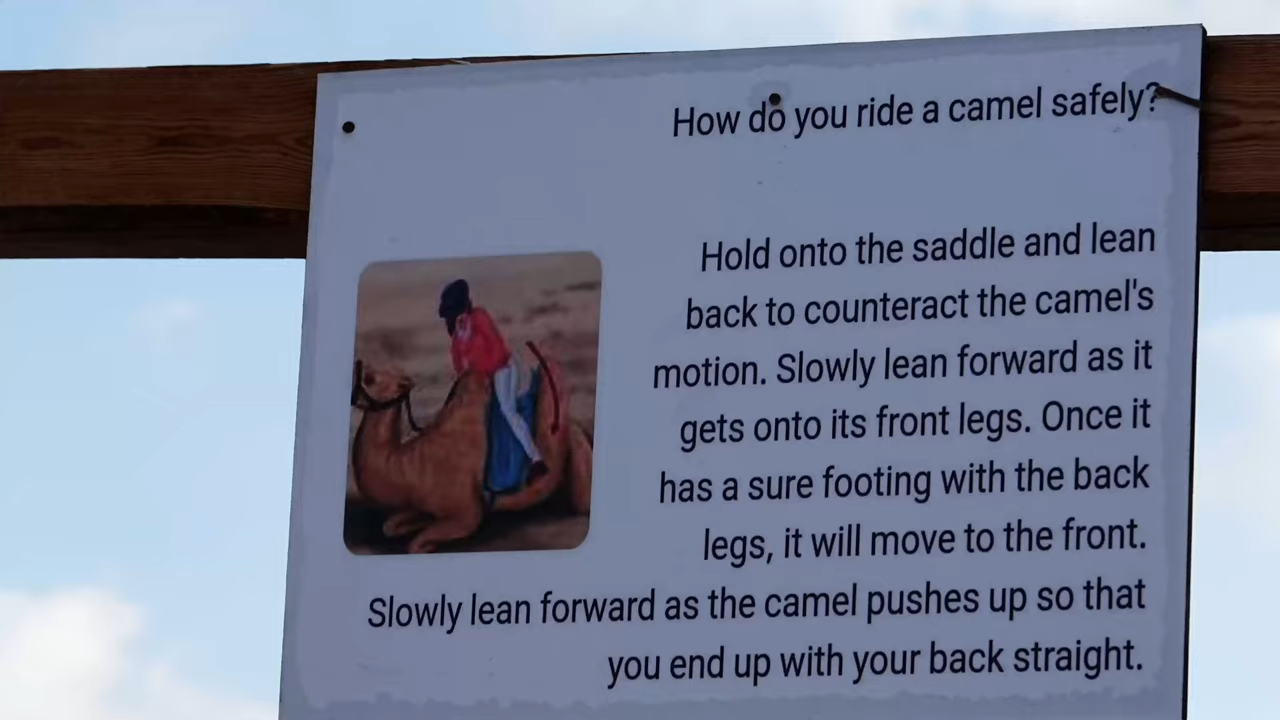 How do you ride a camel safely?
Hold onto the saddle and lean
back to counteract the camel's
motion. Slowly lean forward as it
gets onto its front legs. Once it
has a sure footing with the back
legs, it will move to the front.
Slowly lean forward as the camel pushes up so that
you end up with your back straight.